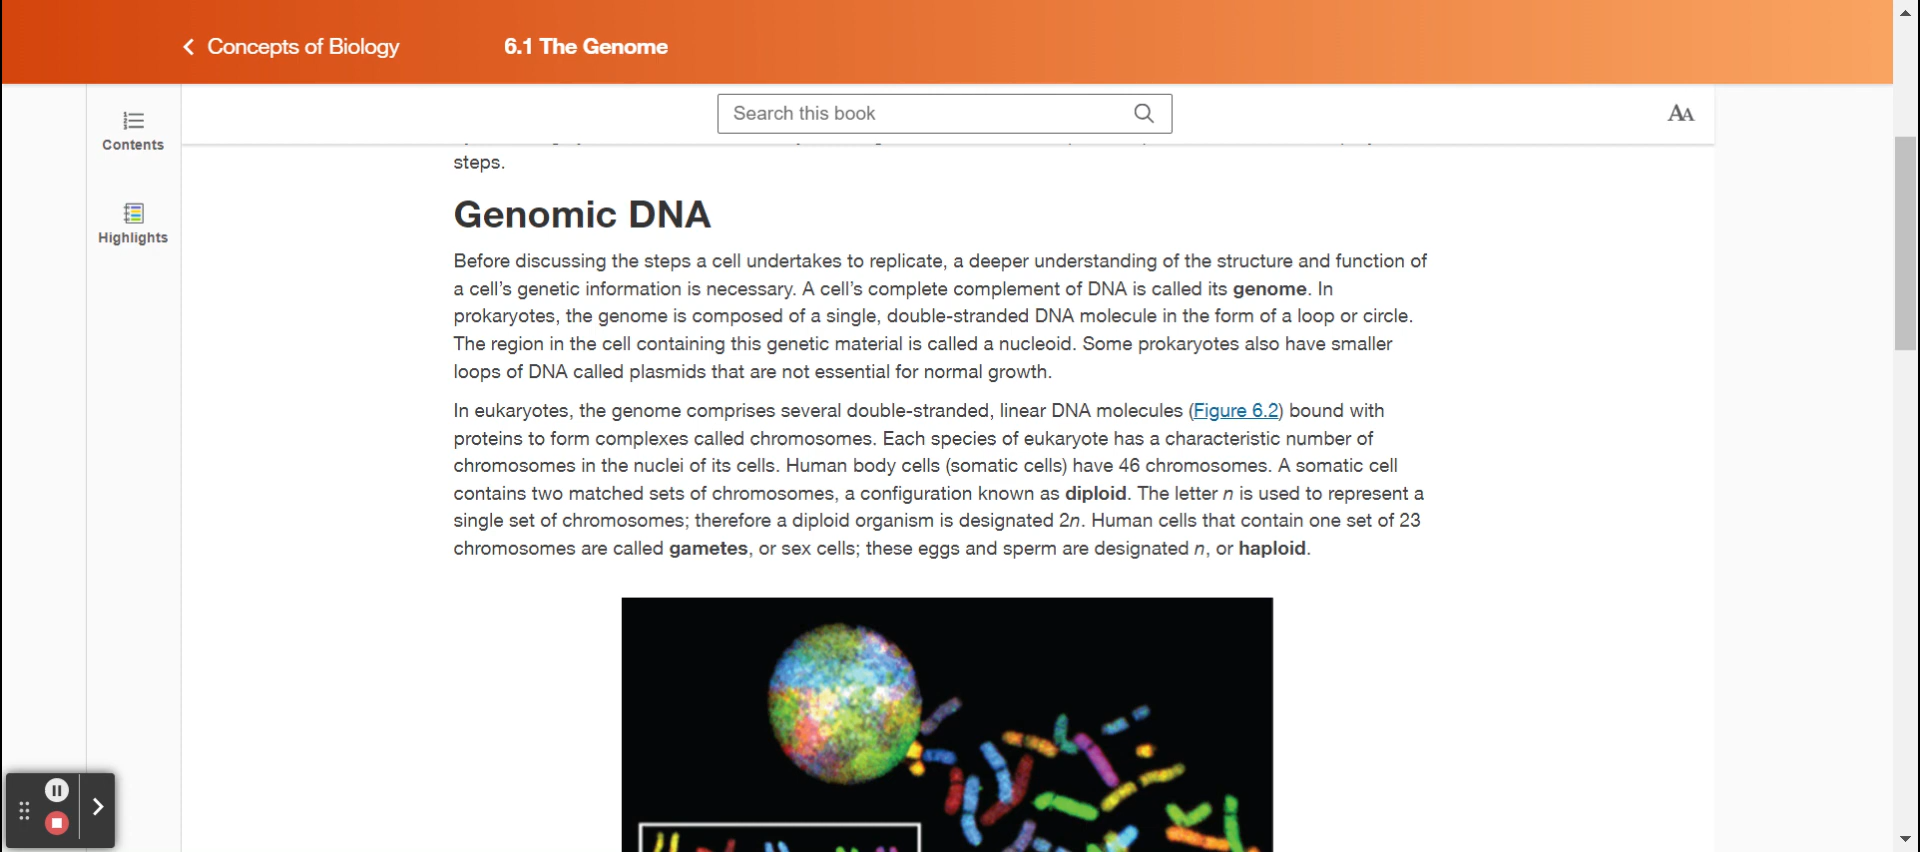 Concepts of Biology
6.1 The Genome
Contents
Highlights
Search this book
AA
steps.
Genomic DNA
Before discussing the steps a cell undertakes to replicate, a deeper understanding of the structure and function of
a cell’s genetic information is necessary. A cell’s complete complement of DNA is called its genome. In
prokaryotes, the genome is composed of a single, double-stranded DNA molecule in the form of a loop or circle.
The region in the cell containing this genetic material is called a nucleoid. Some prokaryotes also have smaller
loops of DNA called plasmids that are not essential for normal growth.
In eukaryotes, the genome comprises several double-stranded, linear DNA molecules (Figure 6.2) bound with
proteins to form complexes called chromosomes. Each species of eukaryote has a characteristic number of
chromosomes in the nuclei of its cells. Human body cells (somatic cells) have 46 chromosomes. A somatic cell
contains two matched sets of chromosomes, a configuration known as diploid. The letter n is used to represent a
single set of chromosomes; therefore a diploid organism is designated 2n. Human cells that contain one set of 23
chromosomes are called gametes, or sex cells; these eggs and sperm are designated n, or haploid.